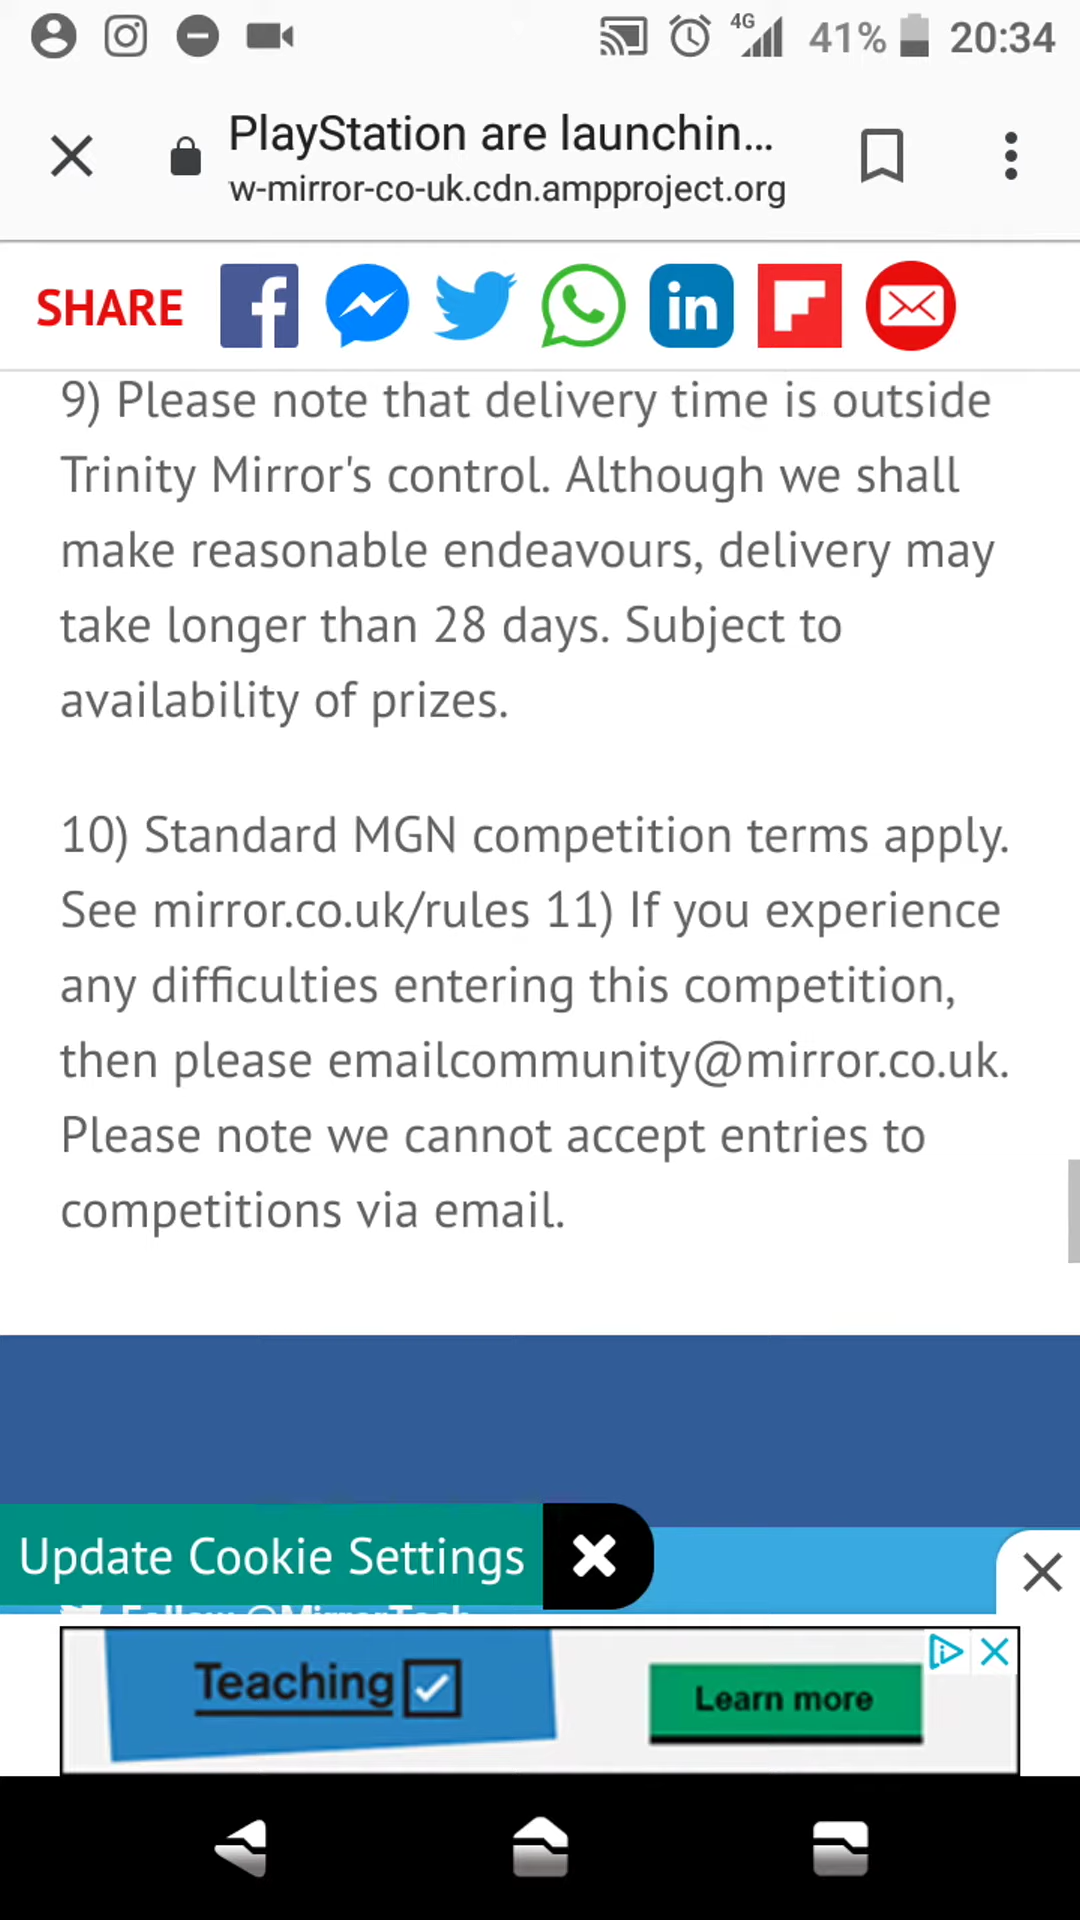 4G 41% 20:34
PlayStation are launchin...
w-mirror-co-uk.cdn.ampproject.org
SHARE
9) Please note that delivery time is outside
Trinity Mirror's control. Although we shall
make reasonable endeavours, delivery may
take longer than 28 days. Subject to
availability of prizes.
10) Standard MGN competition terms apply.
See mirror.co.uk/rules 11) If you experience
any difficulties entering this competition,
then please emailcommunity@mirror.co.uk.
Please note we cannot accept entries to
competitions via email.
Update Cookie Settings
Follow @MirrorTech
Teaching
Learn more